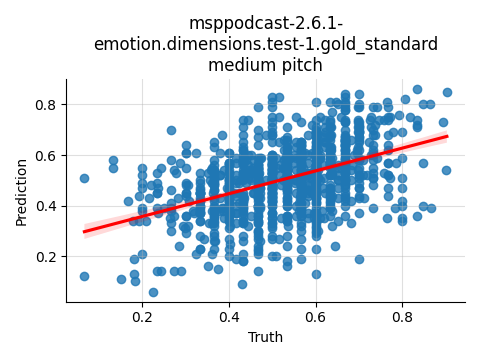 msppodcast-2.6.1-
emotion.dimensions.test-1.gold_standard
medium pitch
Prediction
0.8
0.6
0.4
0.2
0.2 0.4 0.6 0.8
Truth